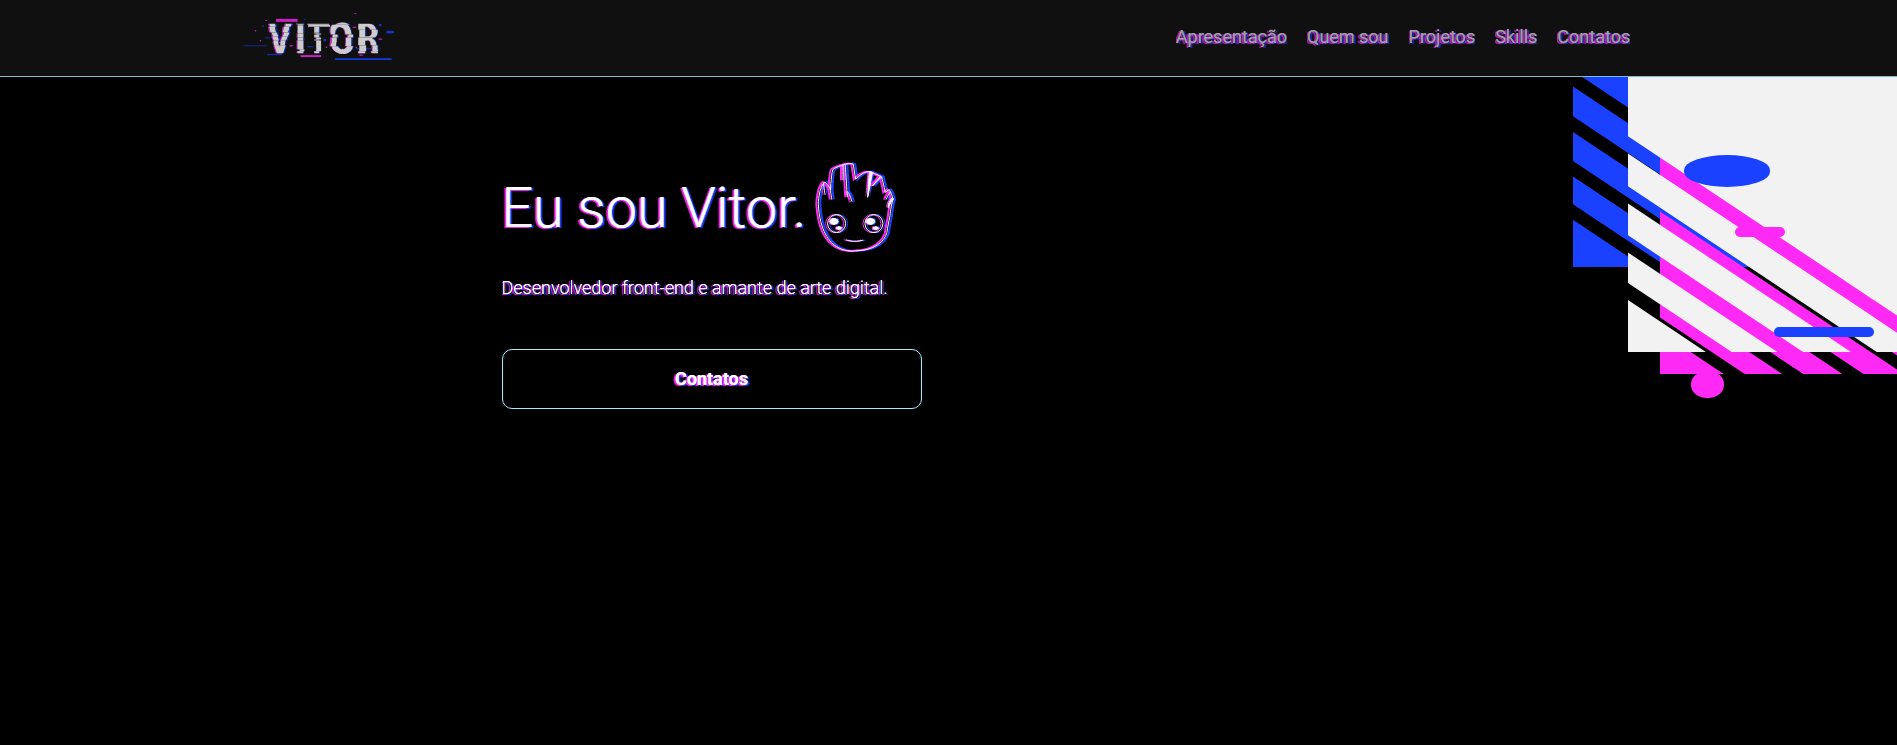 VITOR
Apresentação Quem sou Projetos Skills Contatos
Eu sou Vitor.
Desenvolvedor front-end e amante de arte digital.
Contatos